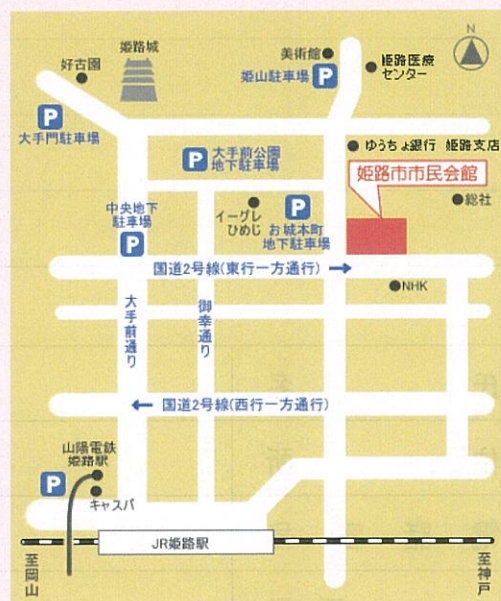 N
姫路城
好古園
美術館
姫路医療
センター
姫山駐車場
P
P
大手門駐車場
P
大手前公園
地下駐車場
ゆうちょ銀行 姫路支店
姫路市市民会館
総社
中央地下
駐車場
P
イーグレ
ひめじ
P
お城本町
地下駐車場
国道2号線(東行一方通行)→
NHK
大手前通り
御幸通り
← 国道2号線(西行一方通行)
山陽電鉄
姫路駅
P
キャスパ
JR姫路駅
至岡山
至神戸